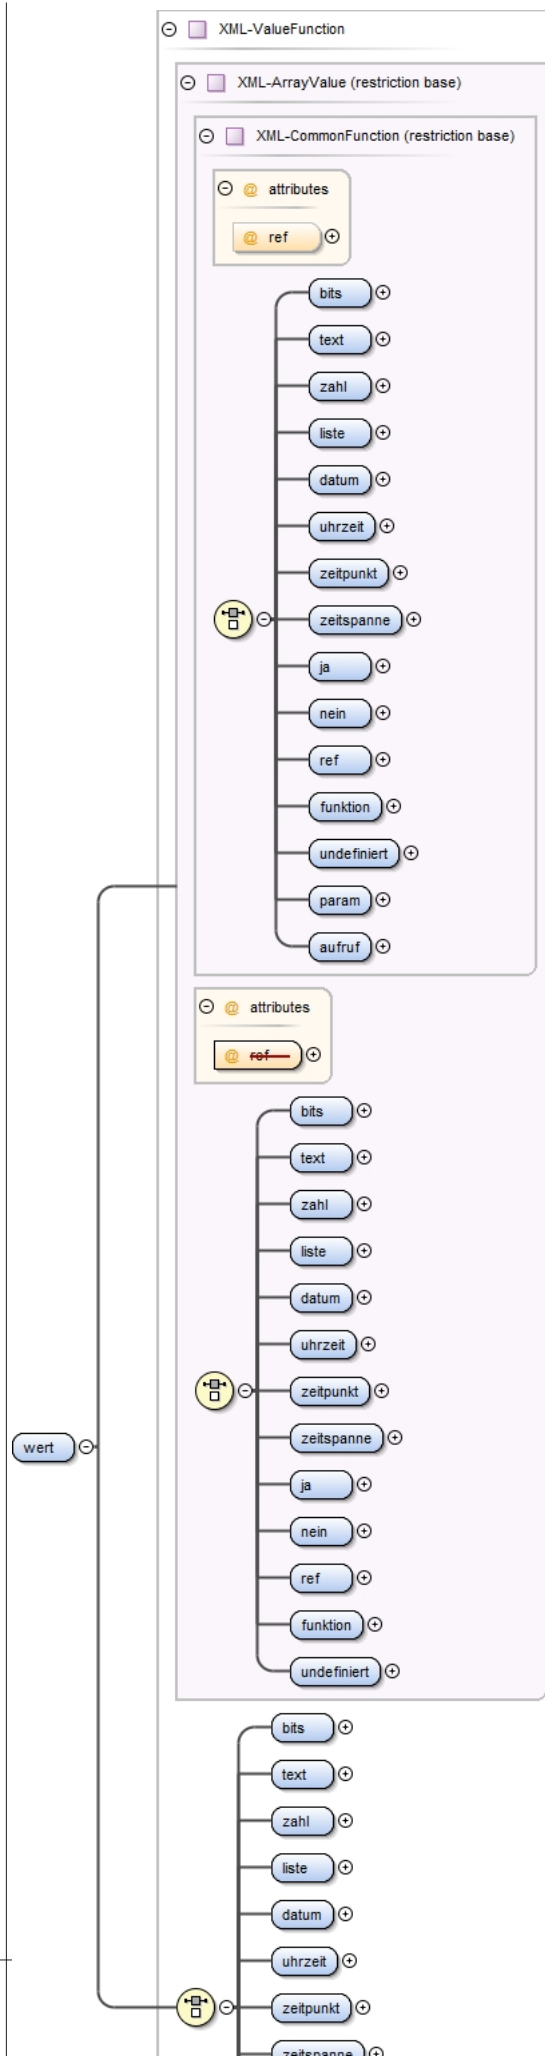 XML-ValueFunction
XML-ArrayValue (restriction base)
XML-CommonFunction (restriction base)
@ attributes
@ ref
bits
text
zahl
liste
datum
uhrzeit
zeitpunkt
zeitspanne
ja
nein
ref
funktion
undefiniert
param
aufruf
@ attributes
@ ref
bits
text
zahl
liste
datum
uhrzeit
zeitpunkt
zeitspanne
wert
ja
nein
ref
funktion
undefiniert
bits
text
zahl
liste
datum
uhrzeit
zeitpunkt
zeitspanne